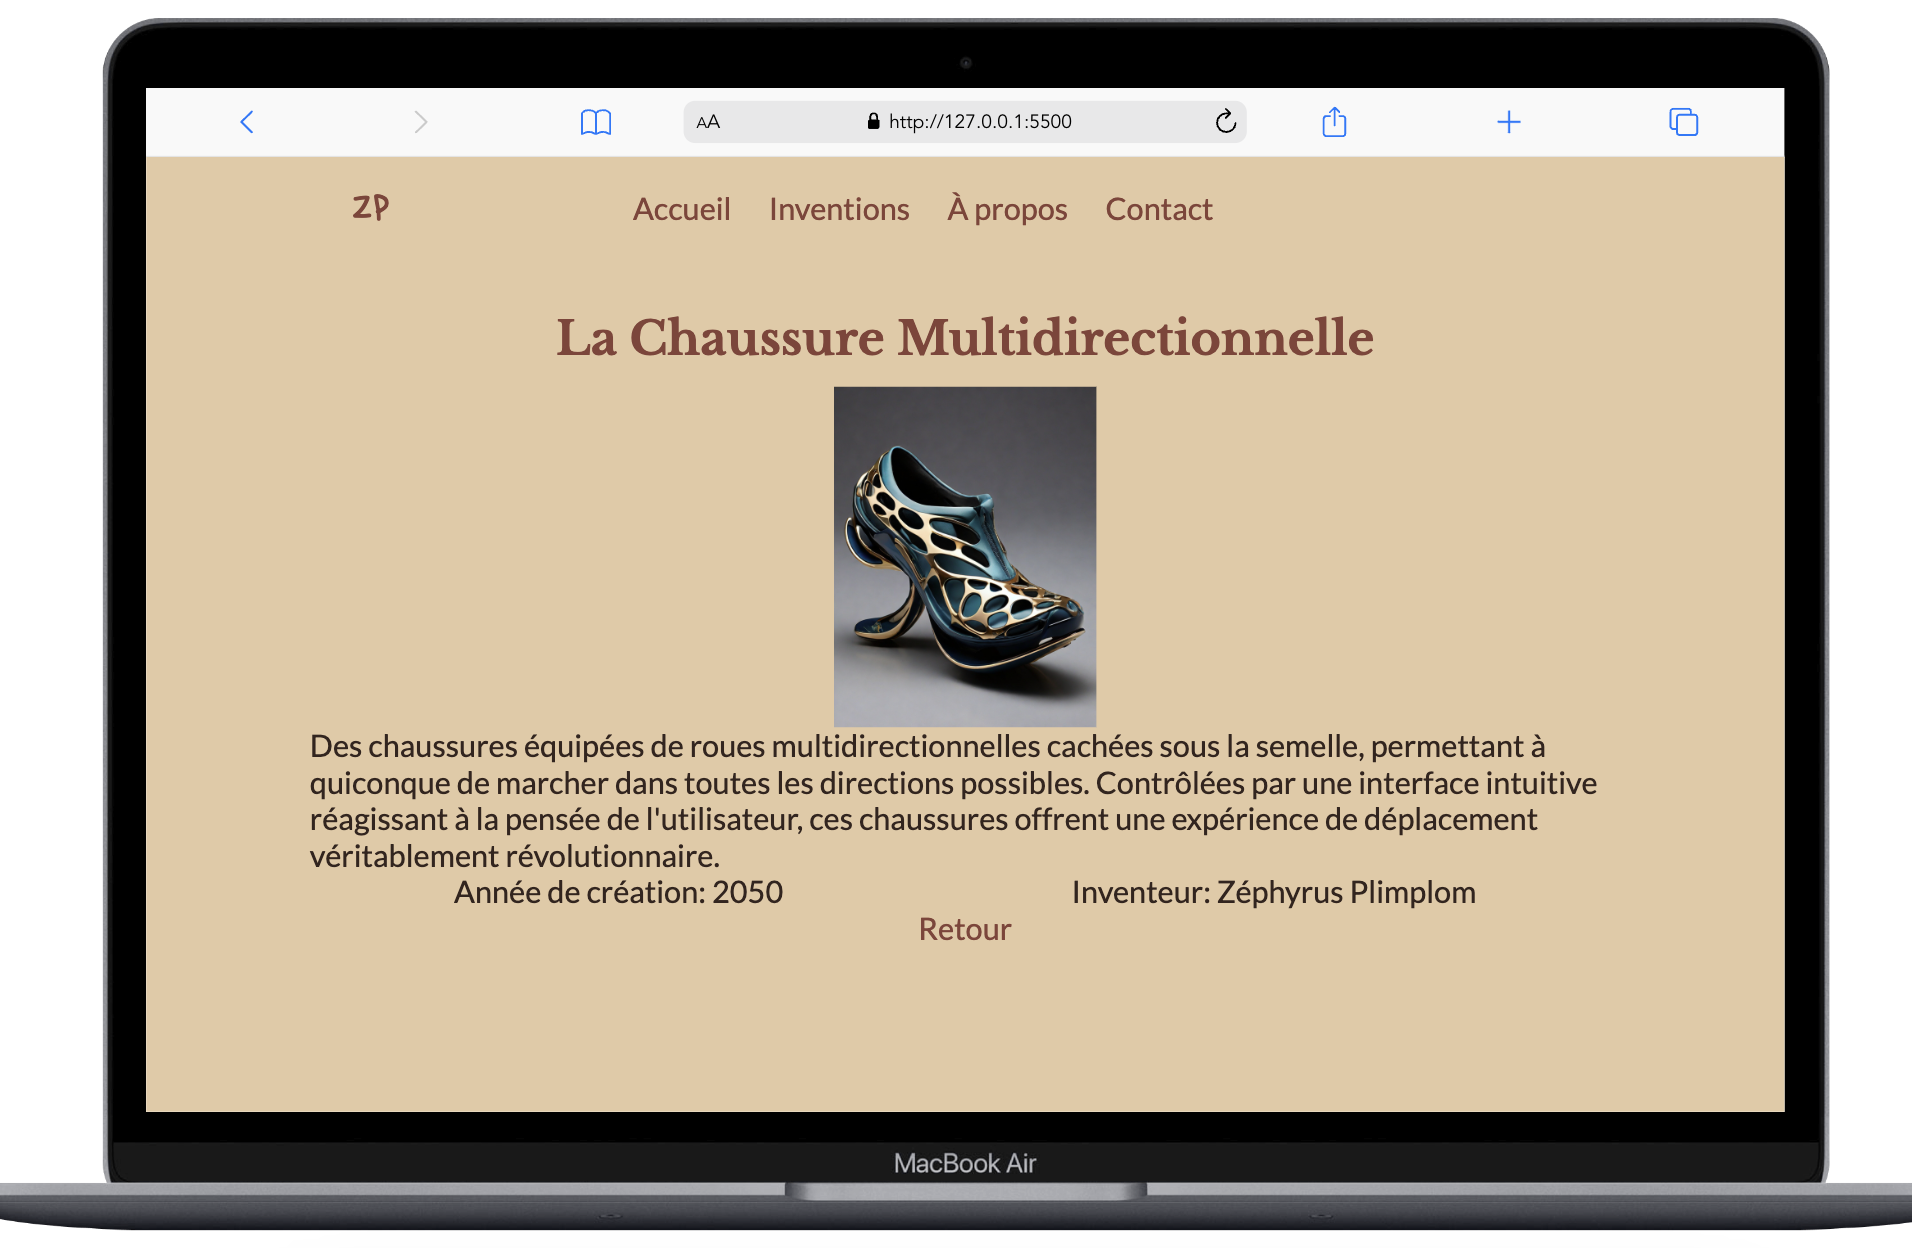 AA http://127.0.0.1:5500
ZP Accueil Inventions À propos Contact
La Chaussure Multidirectionnelle
Des chaussures équipées de roues multidirectionnelles cachées sous la semelle, permettant à
quiconque de marcher dans toutes les directions possibles. Contrôlées par une interface intuitive
réagissant à la pensée de l'utilisateur, ces chaussures offrent une expérience de déplacement
véritablement révolutionnaire.
Année de création: 2050 Inventeur: Zéphyrus Plimplom
Retour
MacBook Air